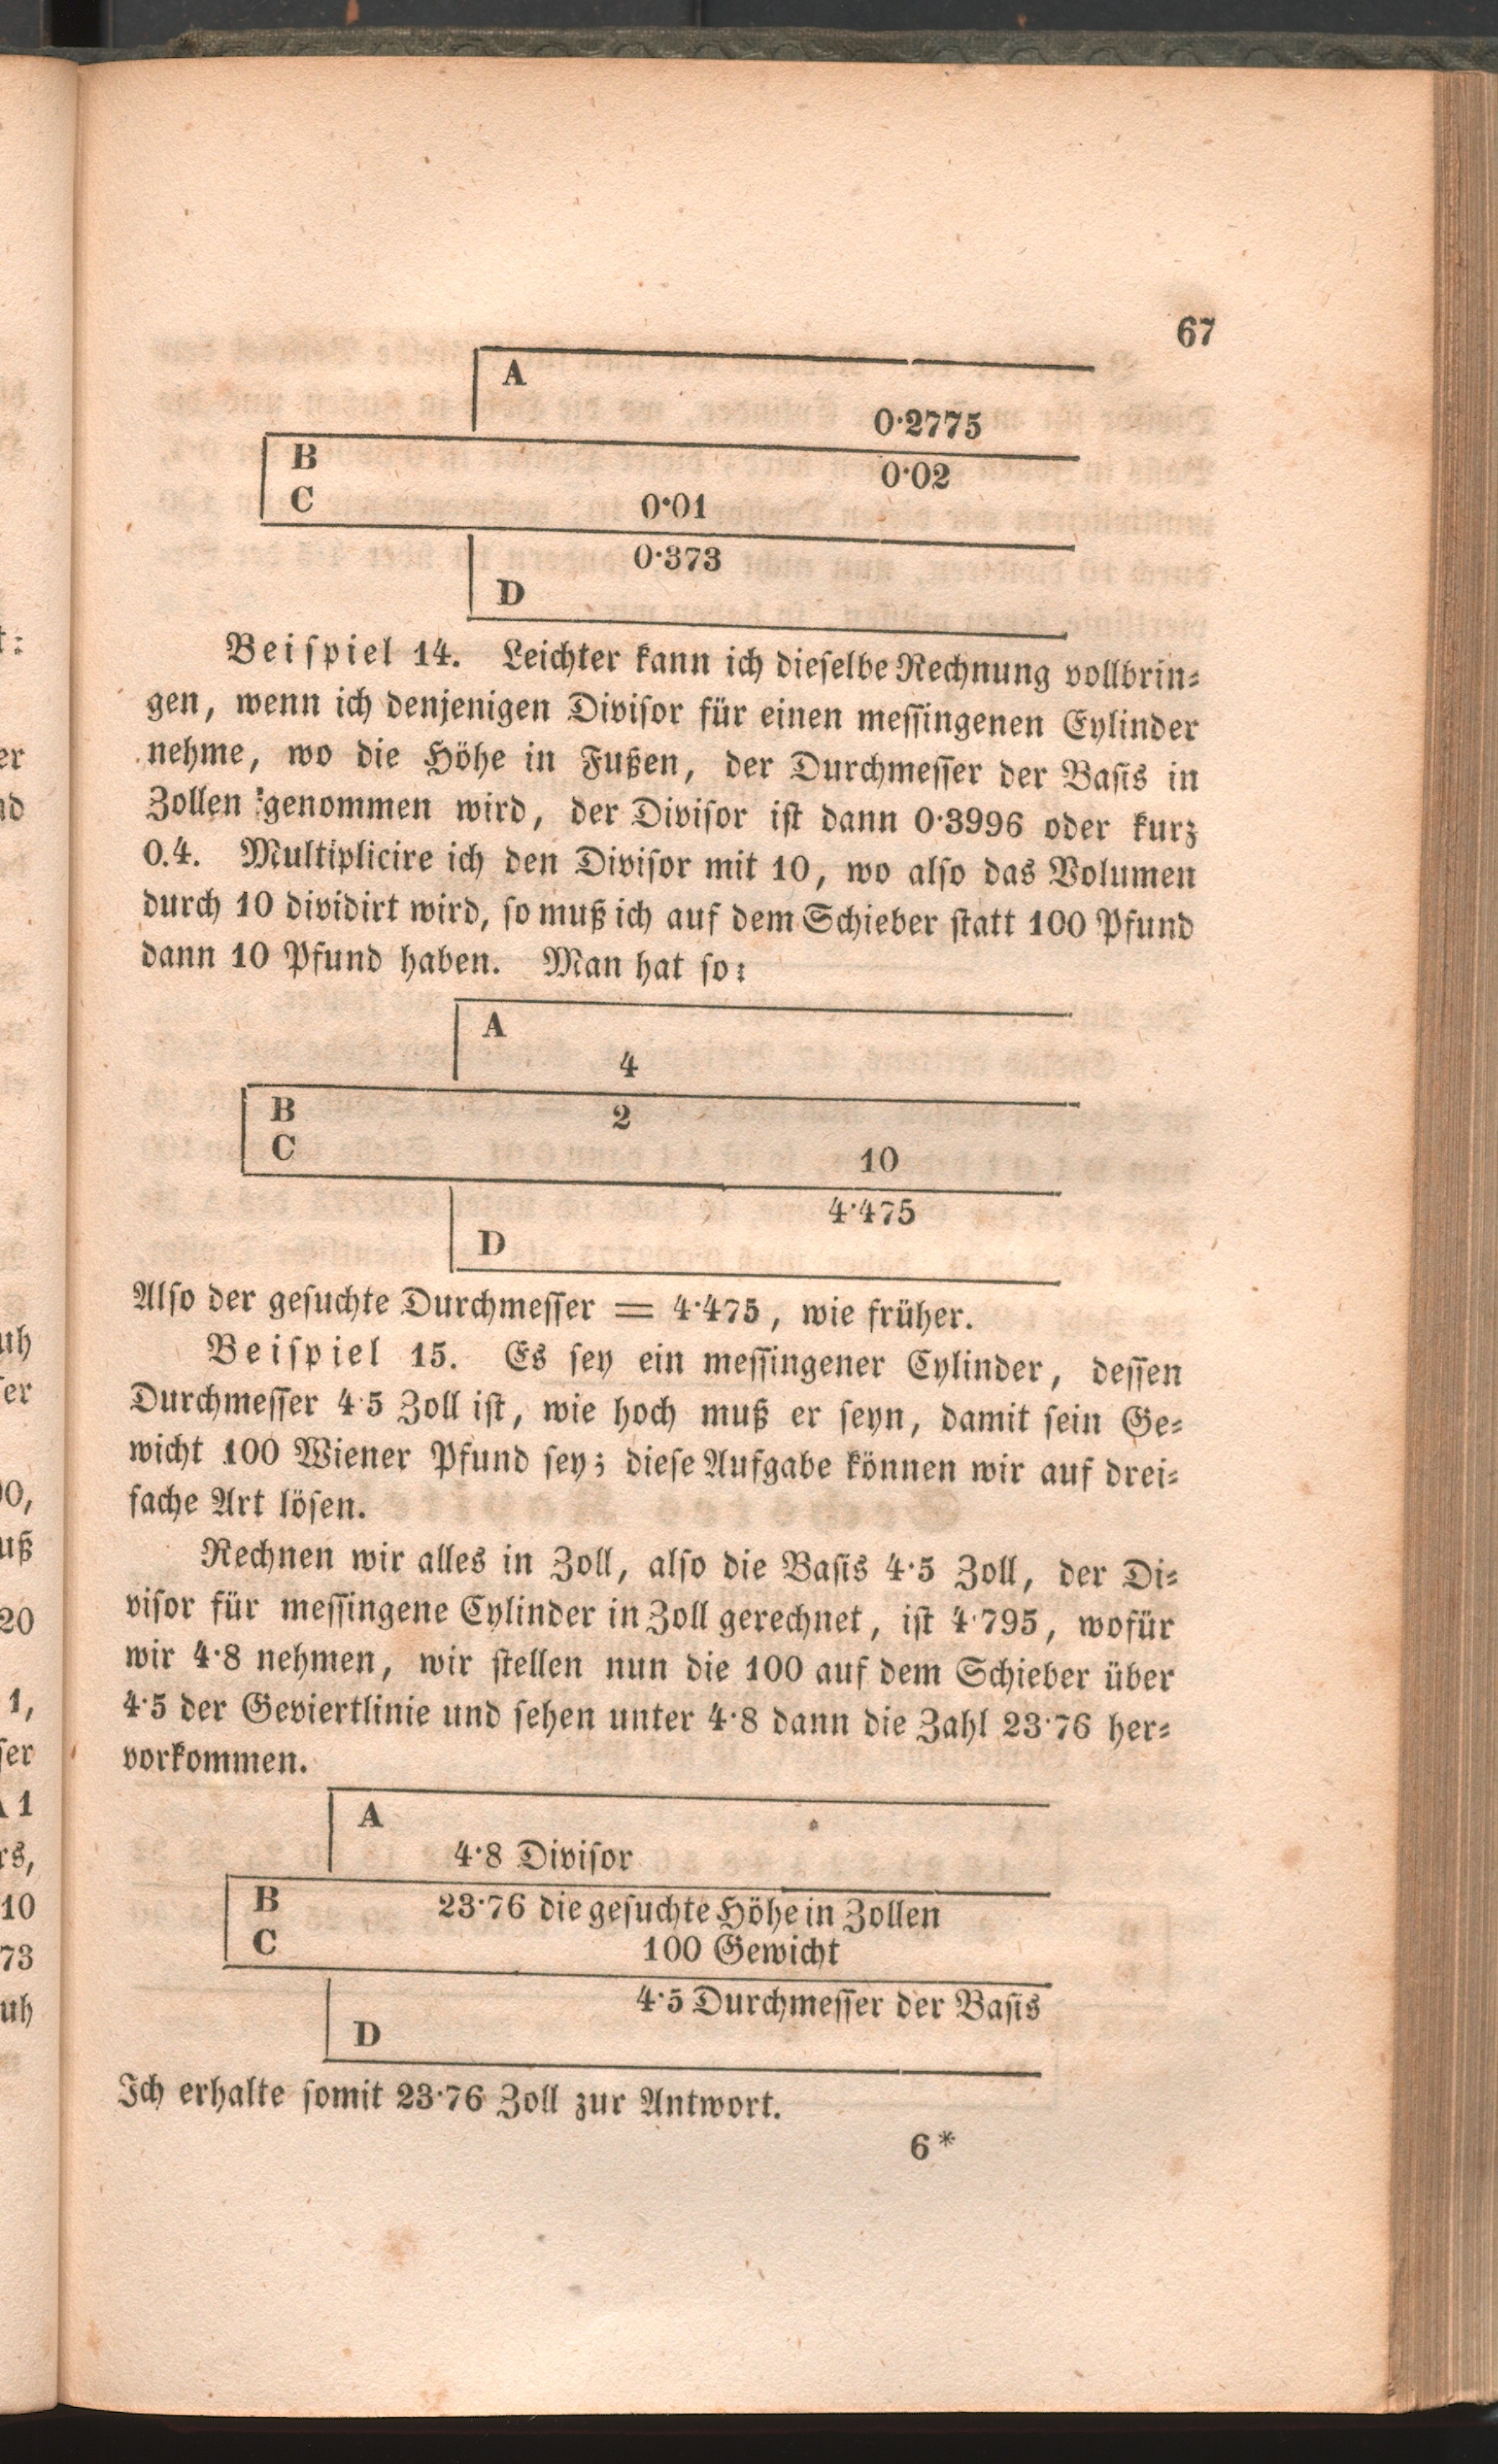 67
A
0·2775
B
0·02
C
0·01
0·373
D
Beispiel 14. Leichter kann ich dieselbe Rechnung vollbrin-
gen, wenn ich denjenigen Divisor für einen messingenen Cylinder
nehme, wo die Höhe in Fußen, der Durchmesser der Basis in
Zollen genommen wird, der Divisor ist dann 0·3996 oder kurz
0.4. Multiplicire ich den Divisor mit 10, wo also das Volumen
durch 10 dividirt wird, so muß ich auf dem Schieber statt 100 Pfund
dann 10 Pfund haben. Man hat so:
A
4
B
2
C
10
4·475
D
Also der gesuchte Durchmesser = 4·475, wie früher.
Beispiel 15. Es sey ein messingener Cylinder, dessen
Durchmesser 4·5 Zoll ist, wie hoch muß er seyn, damit sein Ge-
wicht 100 Wiener Pfund sey; diese Aufgabe können wir auf drei-
fache Art lösen.
Rechnen wir alles in Zoll, also die Basis 4·5 Zoll, der Di-
visor für messingene Cylinder in Zoll gerechnet, ist 4·795, wofür
wir 4·8 nehmen, wir stellen nun die 100 auf dem Schieber über
4·5 der Geviertlinie und sehen unter 4·8 dann die Zahl 23·76 her-
vorkommen.
A
4·8 Divisor
B
23·76 die gesuchte Höhe in Zollen
C
100 Gewicht
4·5 Durchmesser der Basis
D
Ich erhalte somit 23·76 Zoll zur Antwort.
6*